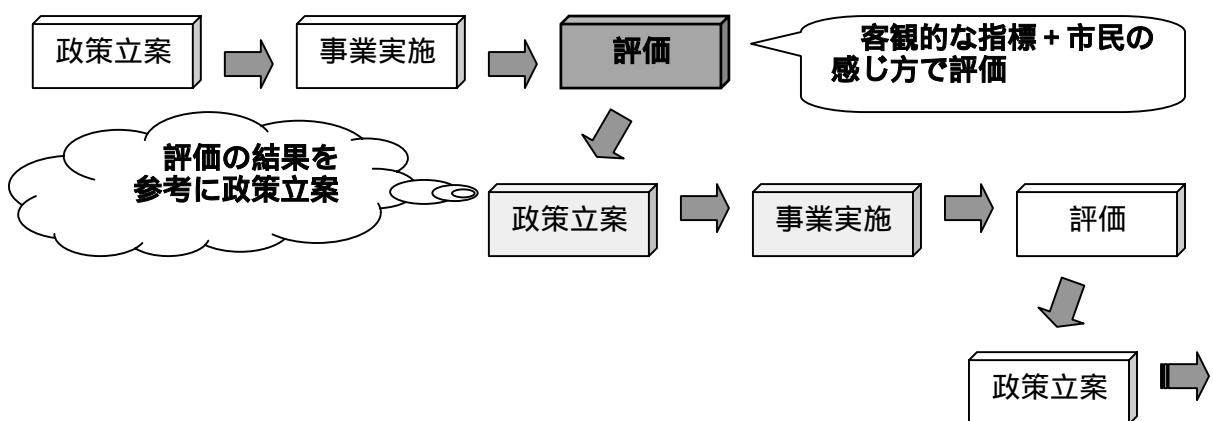 政策立案
事業実施
評価
客観的な指標+市民の
感じ方で評価
評価の結果を
参考に政策立案
政策立案
事業実施
評価
政策立案